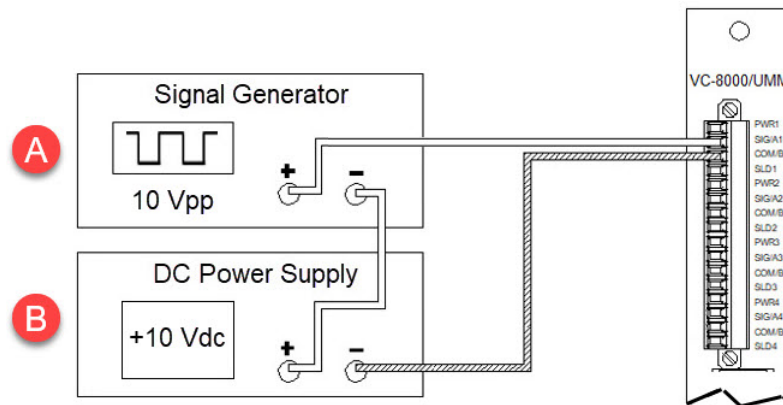 VC-8000/UMM
Signal Generator
A
10 Vpp
+
-
DC Power Supply
B
+10 Vdc
+
-
PWR1
SIG/A1
COM/B
SLD1
PWR2
SIG/A2
COM/B
SLD2
PWR3
SIG/A3
COM/B
SLD3
PWR4
SIG/A4
COM/B
SLD4